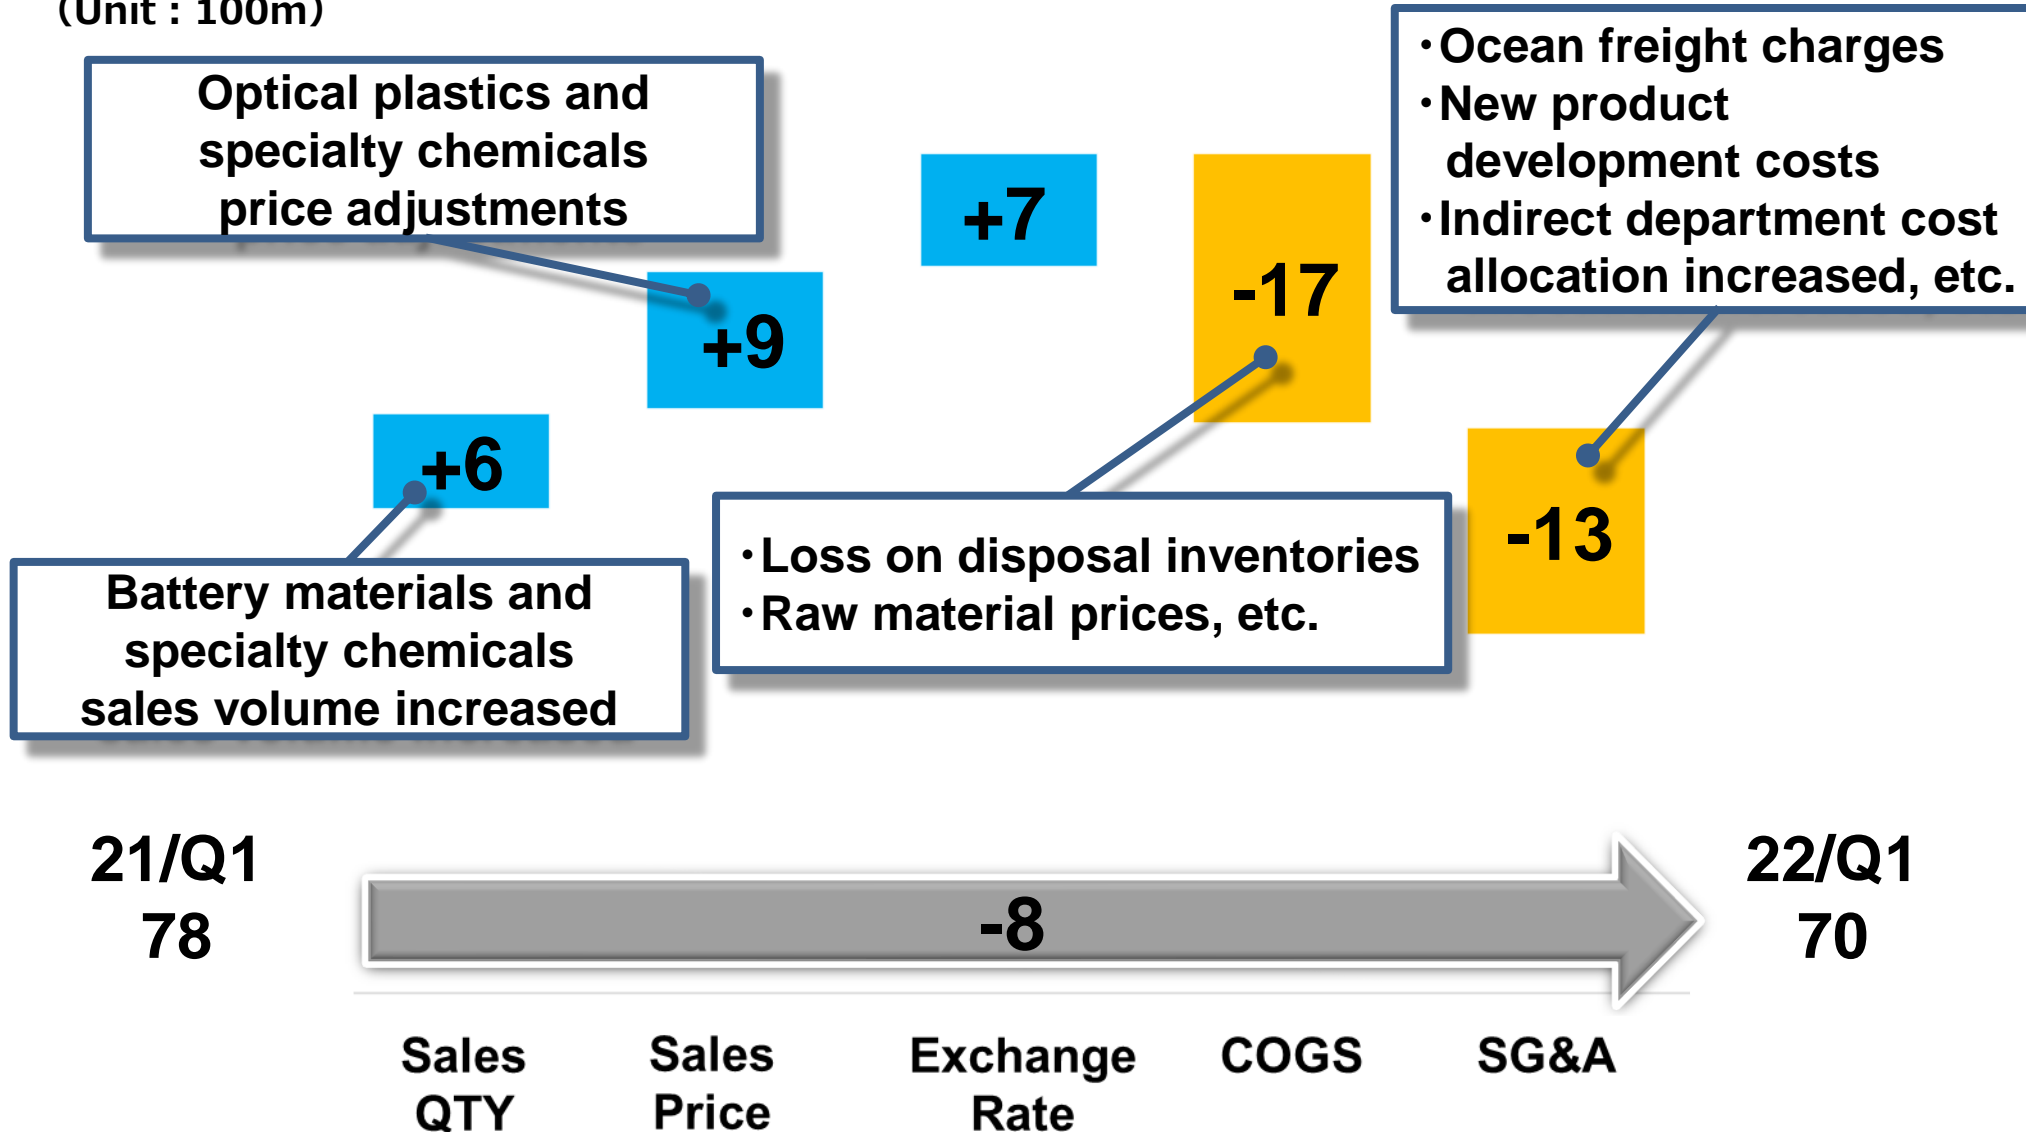 (Unit : 100m)
Optical plastics and
specialty chemicals
price adjustments
・Ocean freight charges
・New product
development costs
・Indirect department cost
allocation increased, etc.
+7
-17
+9
+6
-13
・Loss on disposal inventories
・Raw material prices, etc.
Battery materials and
specialty chemicals
sales volume increased
21/Q1
78
-8
22/Q1
70
Sales
QTY
Sales
Price
Exchange
Rate
COGS
SG&A